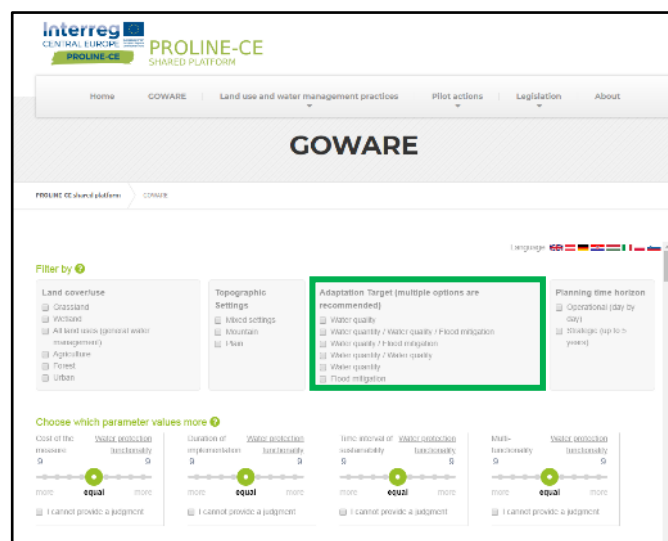 Interreg
CENTRAL EUROPE
PROLINE-CE
PROLINE-CE
SHARED PLATFORM
Home GOWARE Land use and water management practices Pilot actions Legislation About
GOWARE
PROLINE-CE shared platform GOWARE
Language
Filter by
Land cover/use
Grassland
Wetland
All land uses (general water
management)
Agriculture
Forest
Urban
Topographic
Settings
Mixed settings
Mountain
Plain
Adaptation Target (multiple options are
recommended)
Water quality
Water quantity / Water quality / Flood mitigation
Water quantity / Flood mitigation
Water quantity / Water quality
Water quantity
Flood mitigation
Planning time horizon
Operational (day by
day)
Strategic (up to 5
years)
Choose which parameter values more
Cost of the Water protection
measure functionality
9 9
more equal more
I cannot provide a judgment
Duration of Water protection
implementation functionality
9 9
more equal more
I cannot provide a judgment
Time interval of Water protection
sustainability functionality
9 9
more equal more
I cannot provide a judgment
Multi- Water protection
functionality functionality
9 9
more equal more
I cannot provide a judgment